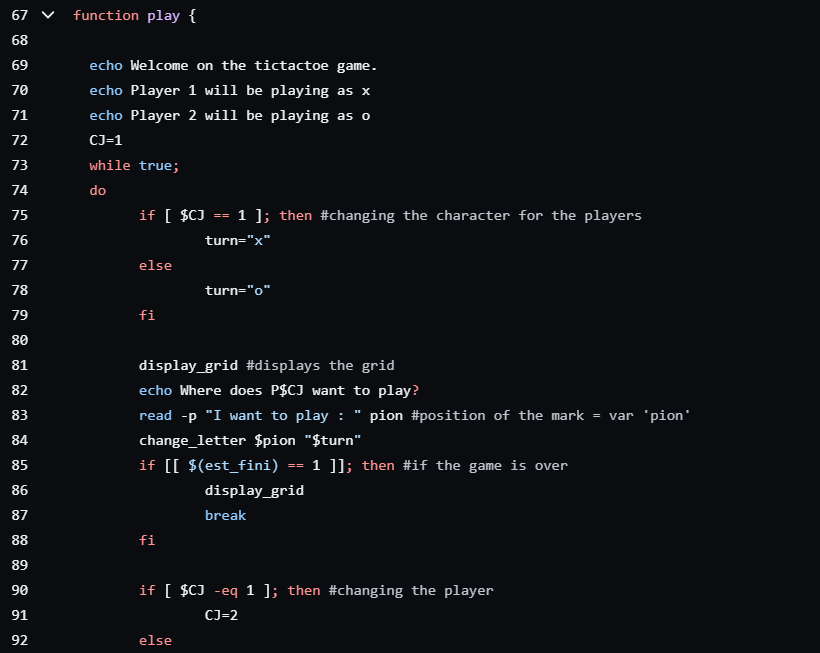 67 function play {
68
69 echo Welcome on the tictactoe game.
70 echo Player 1 will be playing as x
71 echo Player 2 will be playing as o
72 CJ=1
73 while true;
74 do
75 if [ $CJ == 1 ]; then #changing the character for the players
76 turn="x"
77 else
78 turn="o"
79 fi
80
81 display_grid #displays the grid
82 echo Where does P$CJ want to play?
83 read -p "I want to play : " pion #position of the mark = var 'pion'
84 change_letter $pion "$turn"
85 if [[ $(est_fini) == 1 ]]; then #if the game is over
86 display_grid
87 break
88 fi
89
90 if [ $CJ -eq 1 ]; then #changing the player
91 CJ=2
92 else